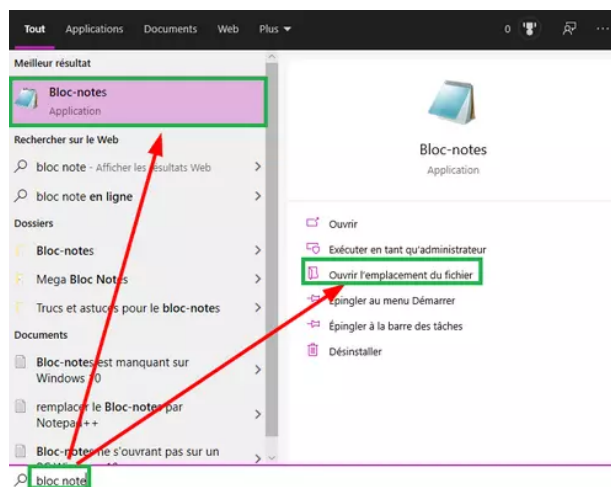 Tout Applications Documents Web Plus 0 ...
Meilleur résultat
Bloc-notes
Application
Rechercher sur le Web
bloc note - Afficher les résultats Web
bloc note en ligne
Dossiers
Bloc-notes
Mega Bloc Notes
Trucs et astuces pour le bloc-notes
Documents
Bloc-notes est manquant sur
Windows 10
remplacer le Bloc-notes par
Notepad++
Bloc-notes ne s'ouvrant pas sur un
bloc note
Bloc-notes
Application
Ouvrir
Exécuter en tant qu'administrateur
Ouvrir l'emplacement du fichier
Épingler au menu Démarrer
Épingler à la barre des tâches
Désinstaller